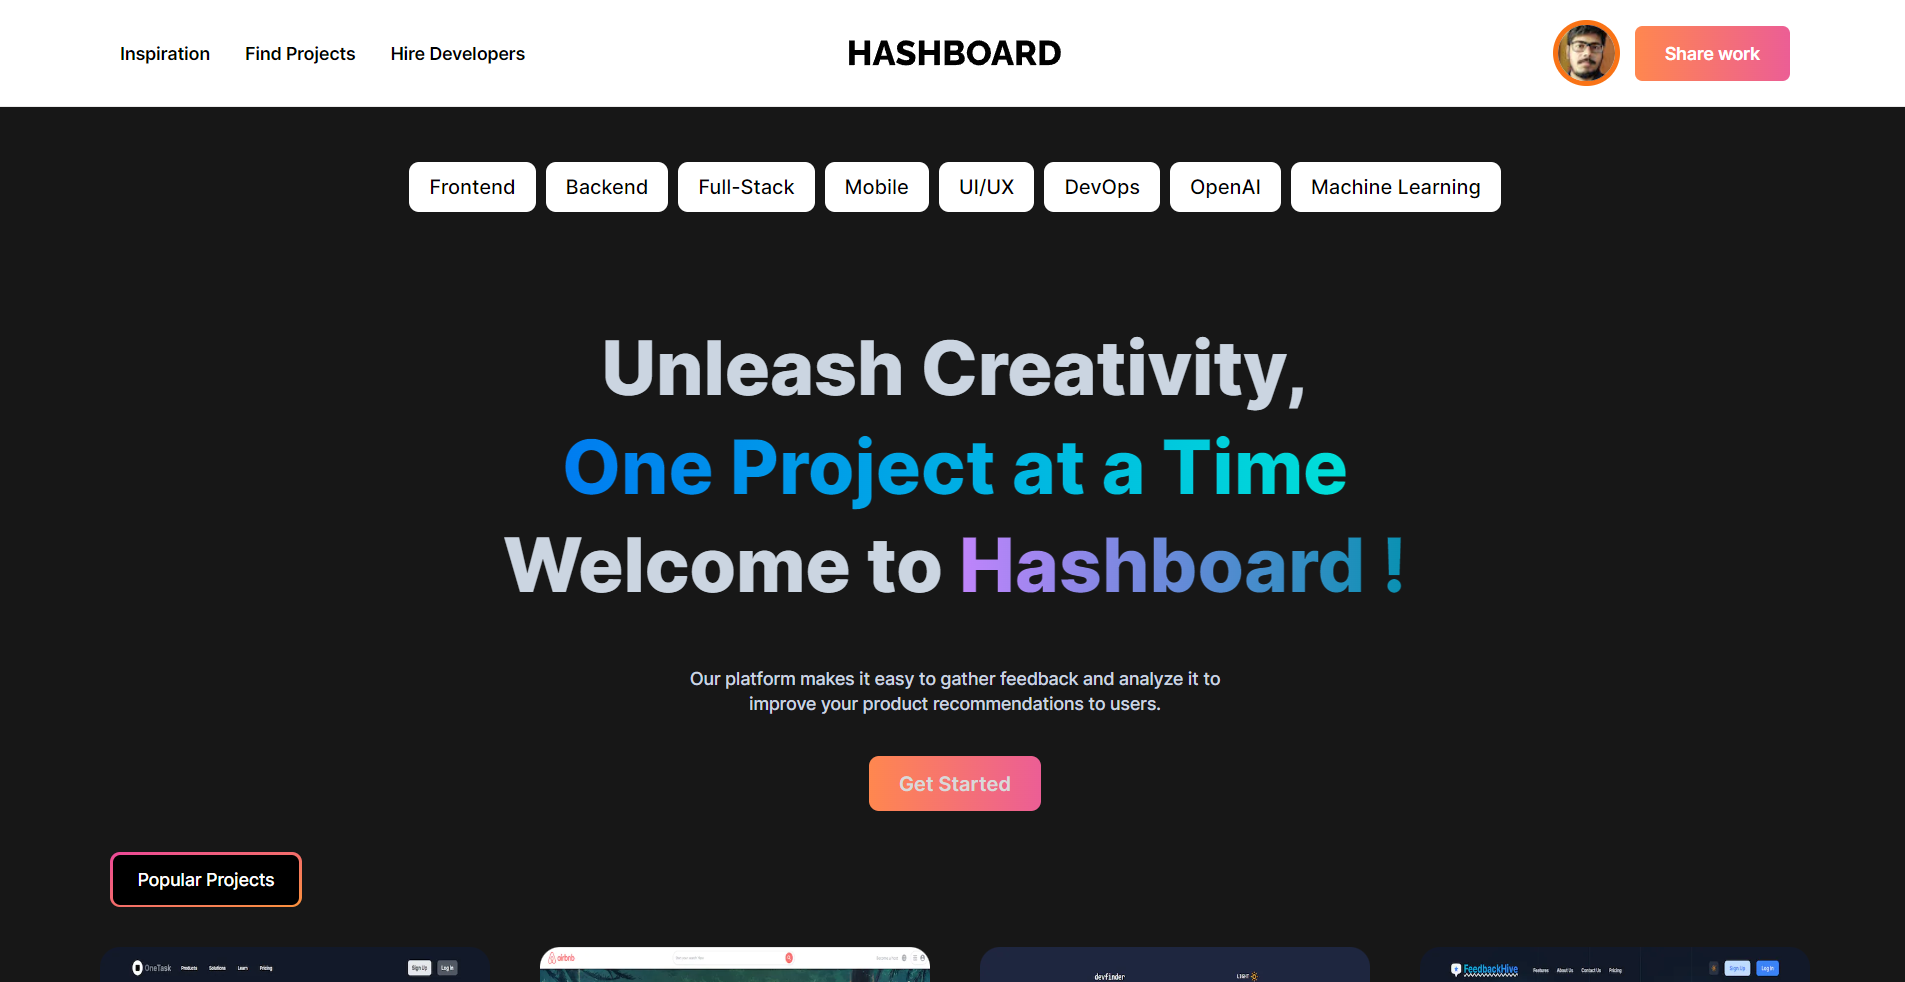 Inspiration Find Projects Hire Developers HASHBOARD Share work
Frontend Backend Full-Stack Mobile UI/UX DevOps OpenAI Machine Learning
Unleash Creativity,
One Project at a Time
Welcome to Hashboard !
Our platform makes it easy to gather feedback and analyze it to
improve your product recommendations to users.
Get Started
Popular Projects
OneTask Products Solutions Learn Pricing Sign Up Log In
airbnb
devfinder LIGHT
FeedbackHive Features About Us Contact Us Pricing Sign Up Log In